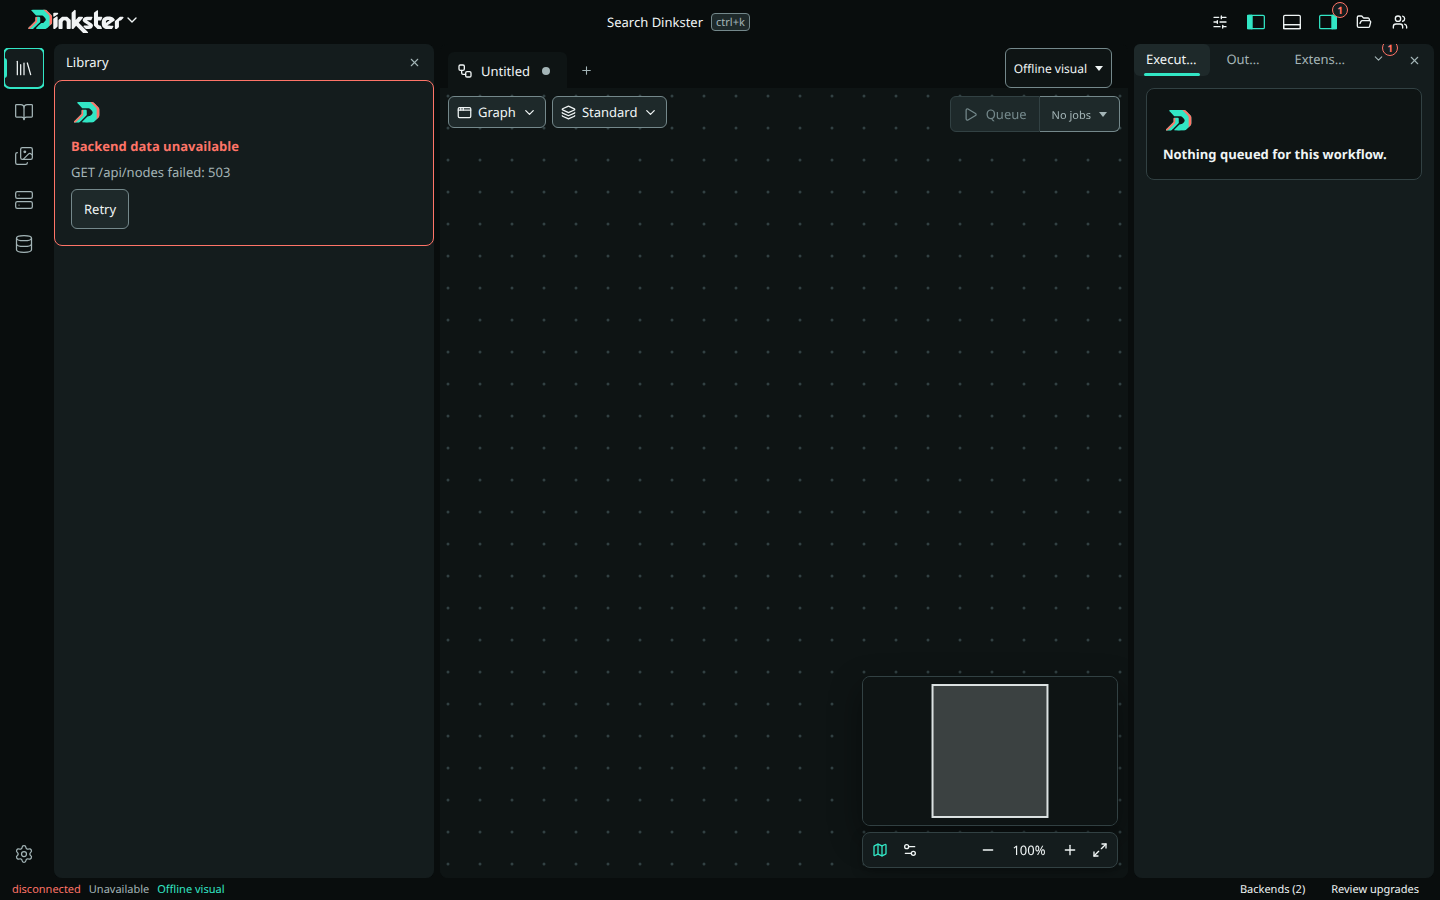 Dinkster
Search Dinkster ctrl+k
1
Library
Untitled
Offline visual
Execut...
Out...
Extens...
1
Backend data unavailable
GET /api/nodes failed: 503
Retry
Graph
Standard
Queue
No jobs
Nothing queued for this workflow.
100%
disconnected Unavailable Offline visual
Backends (2) Review upgrades